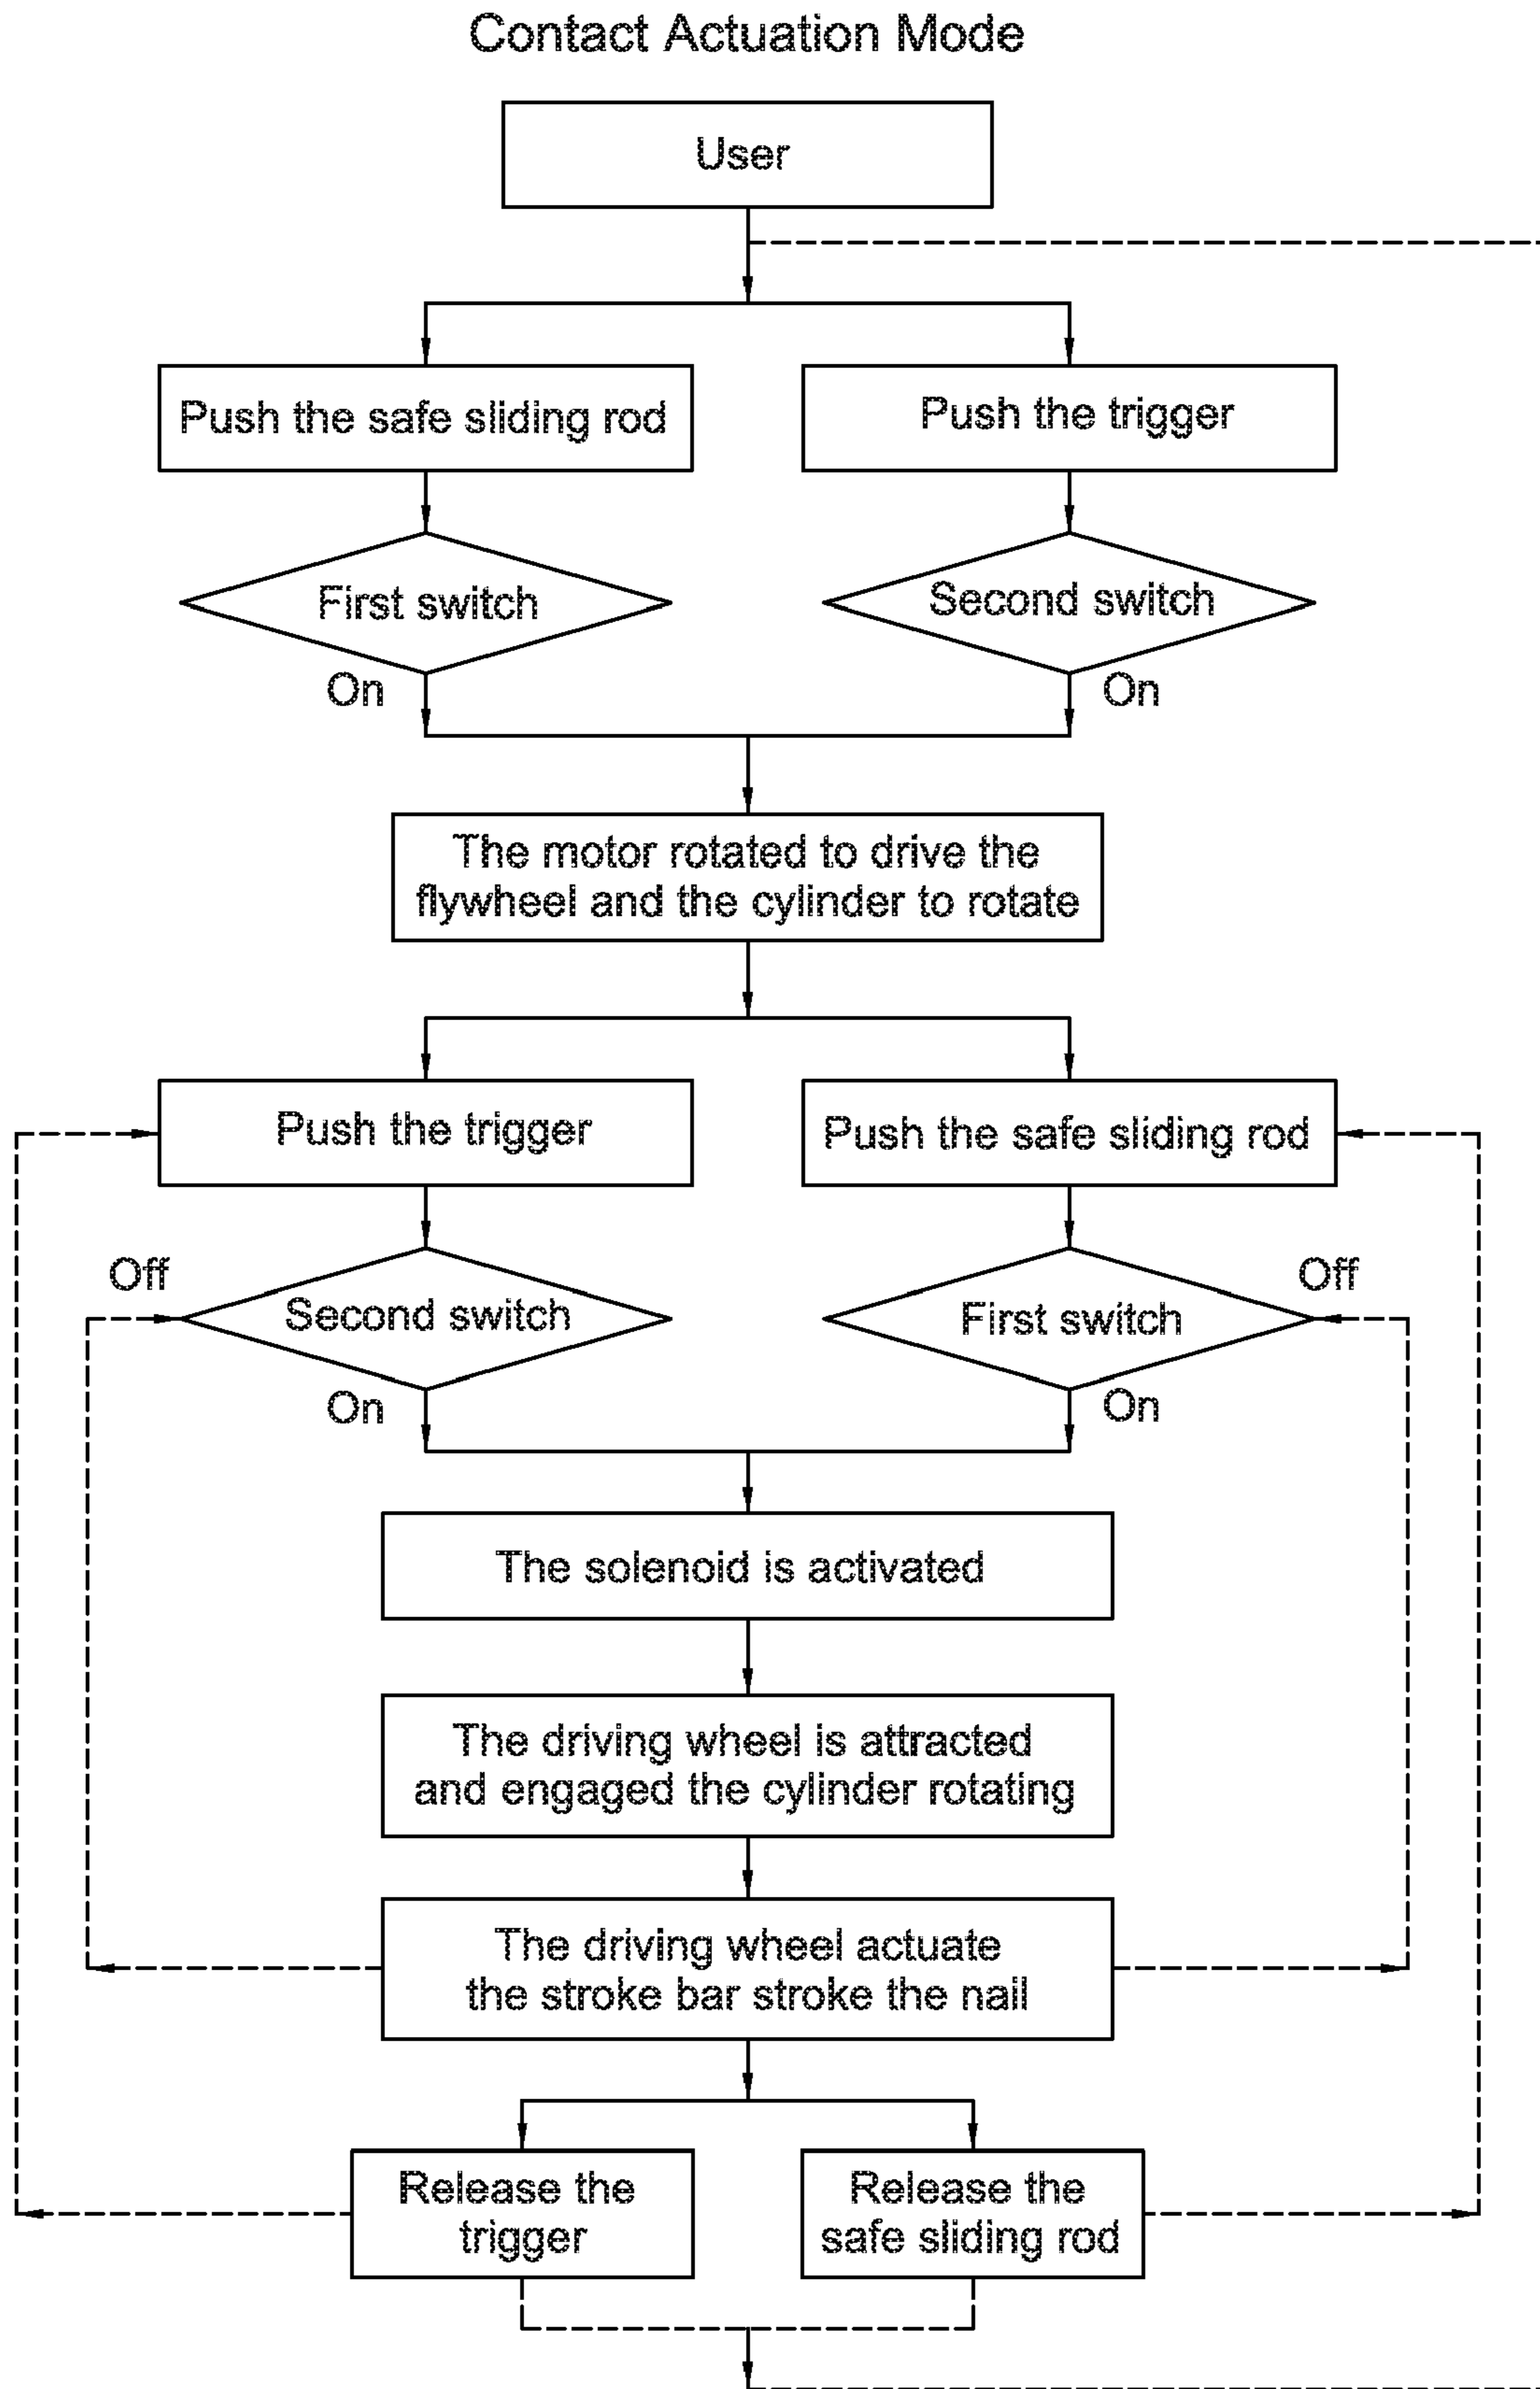 Contact Actuation Mode
User
Push the safe sliding rod
Push the trigger
First switch
Second switch
On
On
The motor rotated to drive the
flywheel and the cylinder to rotate
Push the trigger
Push the safe sliding rod
Off
Off
Second switch
First switch
On
On
The solenoid is activated
The driving wheel is attracted
and engaged the cylinder rotating
The driving wheel actuate
the stroke bar stroke the nail
Release the
trigger
Release the
safe sliding rod